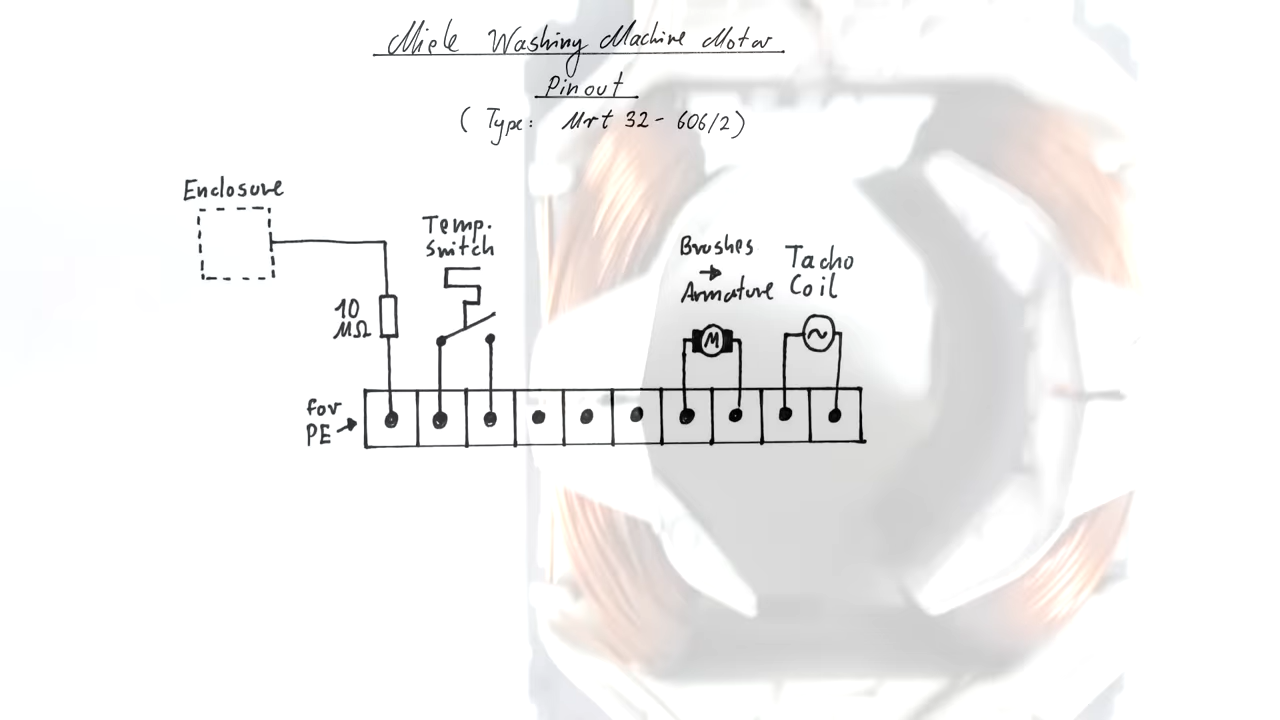 Miele Washing Machine Motor
Pinout
(Type: Mrt 32-606/2)
Enclosure
Temp.
Switch
Brushes
→
Armature
Tacho
Coil
10
MΩ
M
~
for
PE →